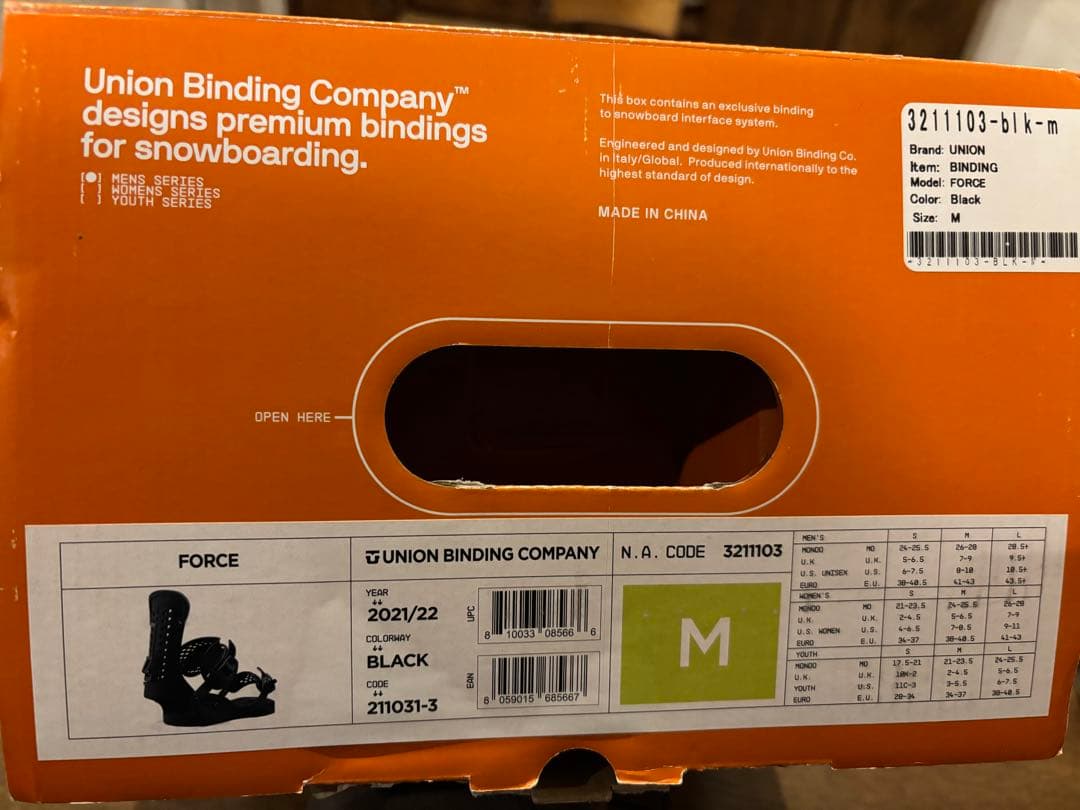 Union Binding Company™
designs premium bindings
for snowboarding.
[●] MENS SERIES
[ ] WOMENS SERIES
[ ] YOUTH SERIES
This box contains an exclusive binding
to snowboard interface system.
Engineered and designed by Union Binding Co.
in Italy/Global. Produced internationally to the
highest standard of design.
MADE IN CHINA
3211103-blk-m
Brand: UNION
Item: BINDING
Model: FORCE
Color: Black
Size: M
OPEN HERE
FORCE
UNION BINDING COMPANY
YEAR
↓↓
2021/22
COLORWAY
↓↓
BLACK
CODE
↓↓
211031-3
UPC
8 10033 08566 6
EAN
8 059015 685667
N.A. CODE 3211103
M
MEN'S S M L
MONDO MO 24-25.5 26-28 28.5+
U.K U.K. 5-6.5 7-9 9.5+
U.S. UNISEX U.S. 6-7.5 8-10 10.5+
EURO E.U. 38-40.5 41-43 43.5+
WOMEN'S S M L
MONDO MO 21-23.5 24-25.5 26-28
U.K. U.K. 2-4.5 5-6.5 7-9
U.S. WOMEN U.S. 4-6.5 7-8.5 9-11
EURO E.U. 34-37 38-40.5 41-43
YOUTH S M L
MONDO MO 17.5-21 21-23.5 24-25.5
U.K. U.K. 10K-2 2-4.5 5-6.5
YOUTH U.S. 11C-3 3-5.5 6-7.5
EURO E.U. 28-34 34-37 38-40.5